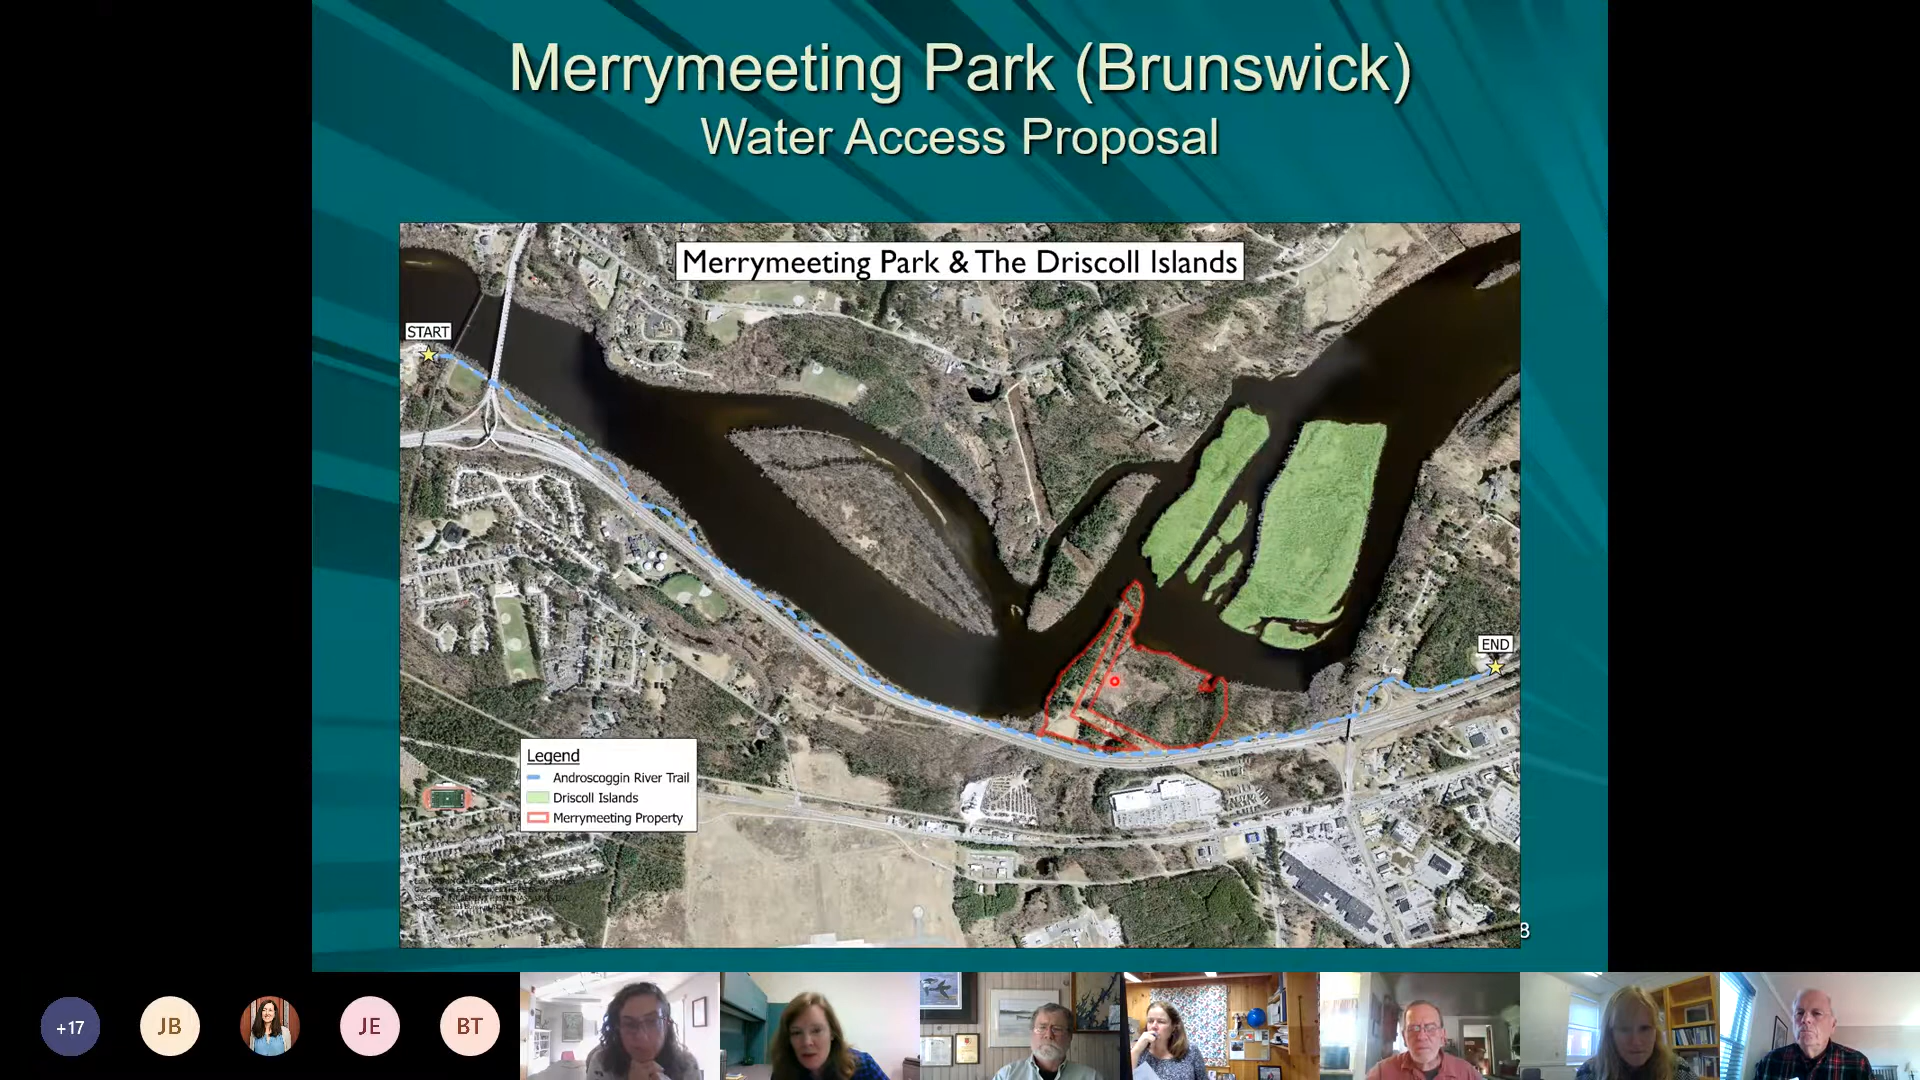 Merrymeeting Park (Brunswick)
Water Access Proposal
Merrymeeting Park & The Driscoll Islands
START
END
Legend
Androscoggin River Trail
Driscoll Islands
Merrymeeting Property
8
+17
JB
JE
BT